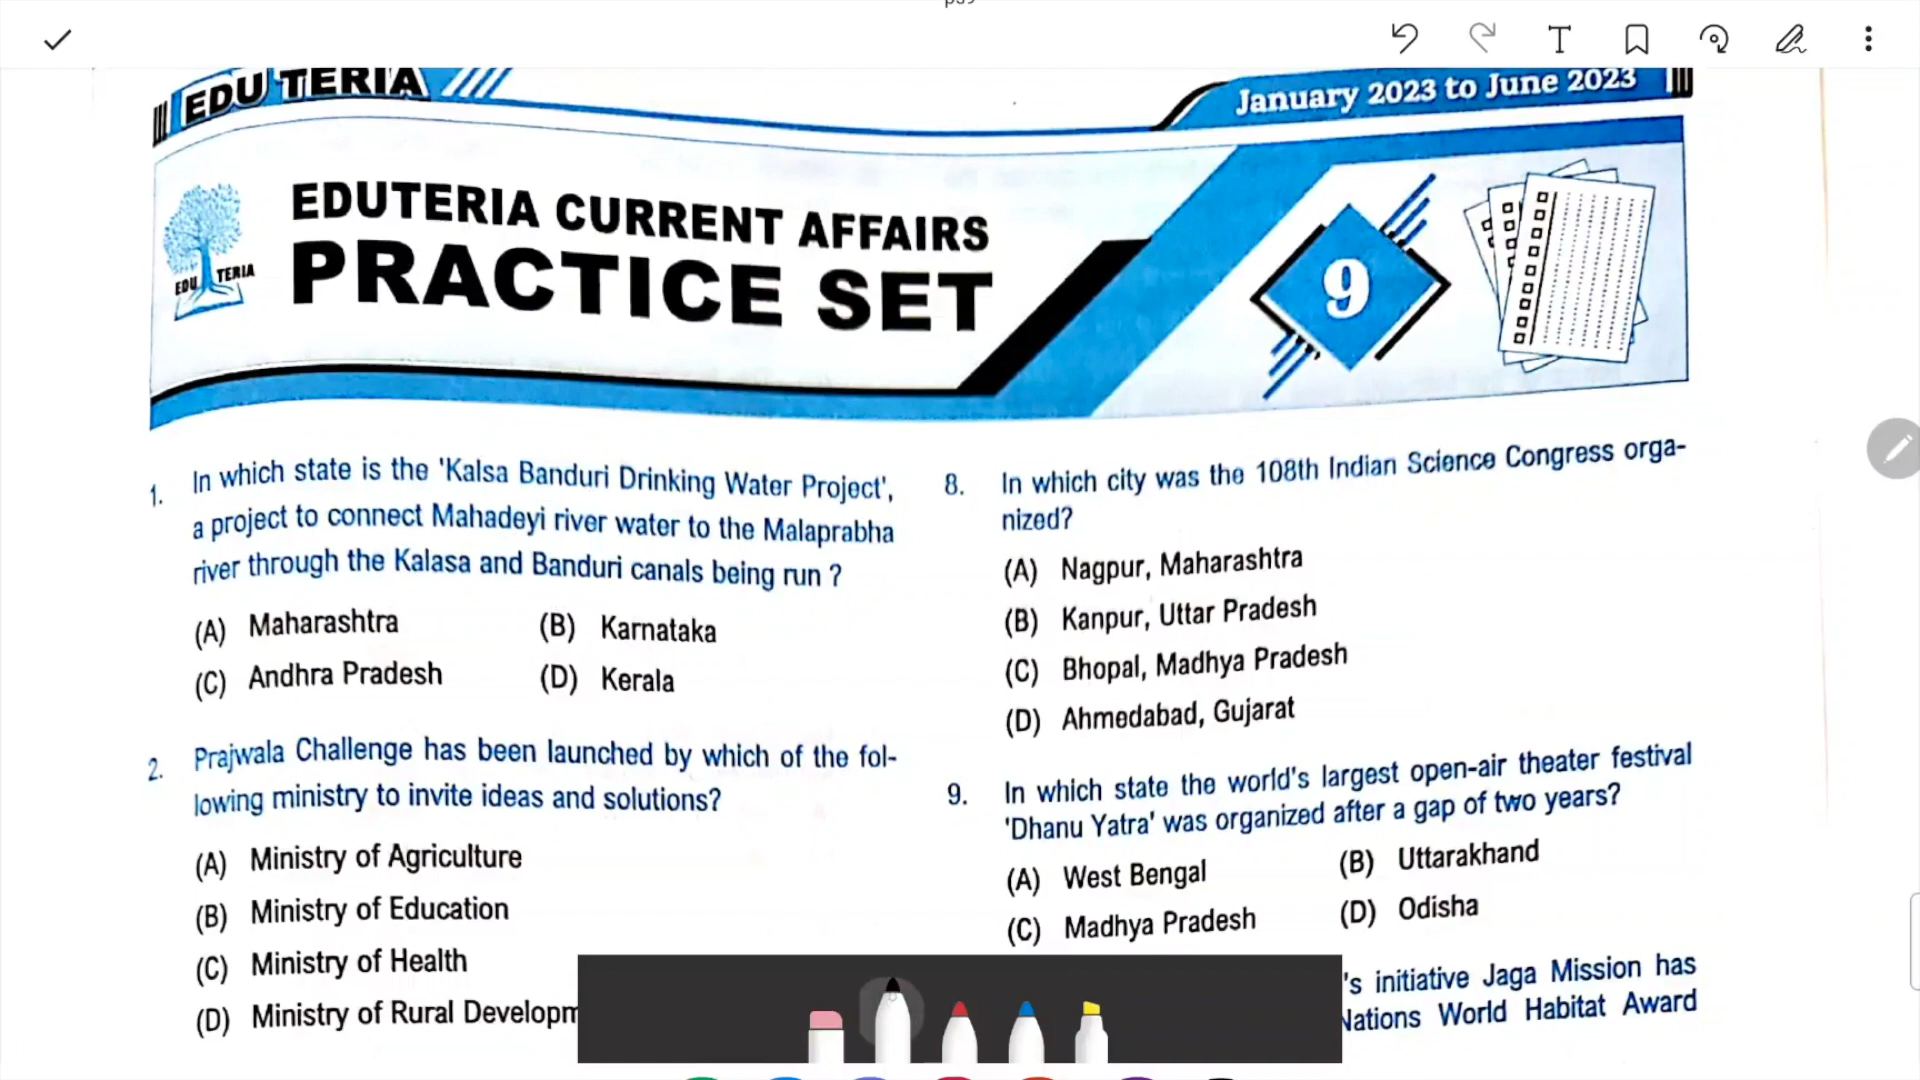 EDU TERIA
January 2023 to June 2023
EDUTERIA CURRENT AFFAIRS
PRACTICE SET
9
EDU TERIA
1. In which state is the 'Kalsa Banduri Drinking Water Project',
a project to connect Mahadeyi river water to the Malaprabha
river through the Kalasa and Banduri canals being run ?
(A) Maharashtra (B) Karnataka
(C) Andhra Pradesh (D) Kerala
2. Prajwala Challenge has been launched by which of the fol-
lowing ministry to invite ideas and solutions?
(A) Ministry of Agriculture
(B) Ministry of Education
(C) Ministry of Health
(D) Ministry of Rural Developm
8. In which city was the 108th Indian Science Congress orga-
nized?
(A) Nagpur, Maharashtra
(B) Kanpur, Uttar Pradesh
(C) Bhopal, Madhya Pradesh
(D) Ahmedabad, Gujarat
9. In which state the world's largest open-air theater festival
'Dhanu Yatra' was organized after a gap of two years?
(A) West Bengal (B) Uttarakhand
(C) Madhya Pradesh (D) Odisha
's initiative Jaga Mission has
Nations World Habitat Award